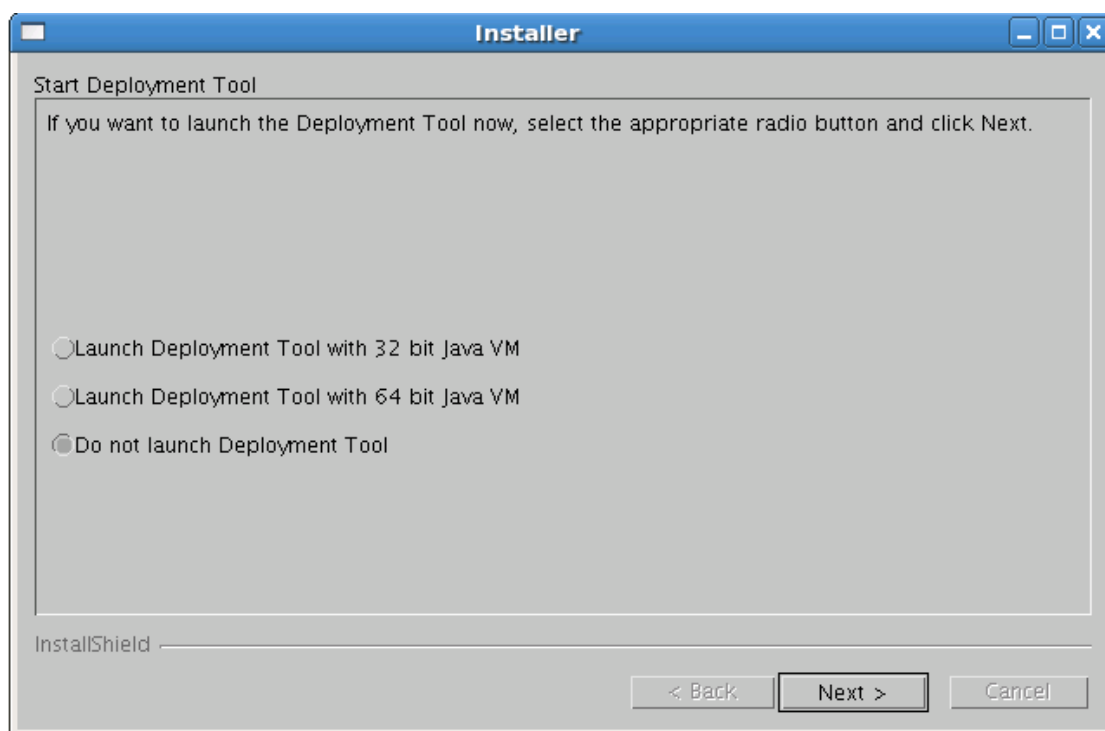 Installer
Start Deployment Tool
If you want to launch the Deployment Tool now, select the appropriate radio button and click Next.
Launch Deployment Tool with 32 bit Java VM
Launch Deployment Tool with 64 bit Java VM
Do not launch Deployment Tool
InstallShield
< Back Next > Cancel